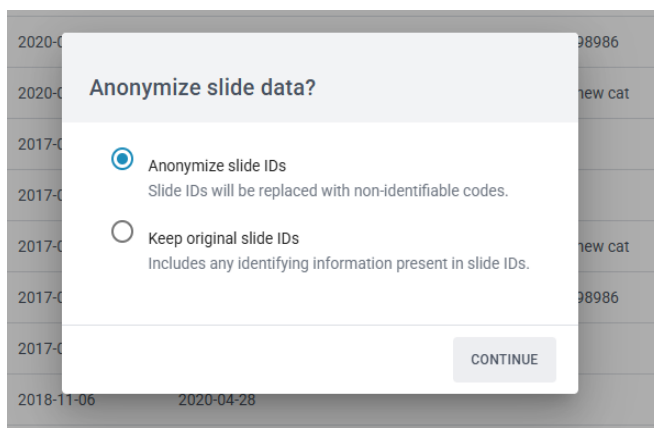 98986
Anonymize slide data?
new cat
Anonymize slide IDs
Slide IDs will be replaced with non-identifiable codes.
Keep original slide IDs
new cat
Includes any identifying information present in slide IDs.
98986
CONTINUE
2018-11-06 2020-04-28